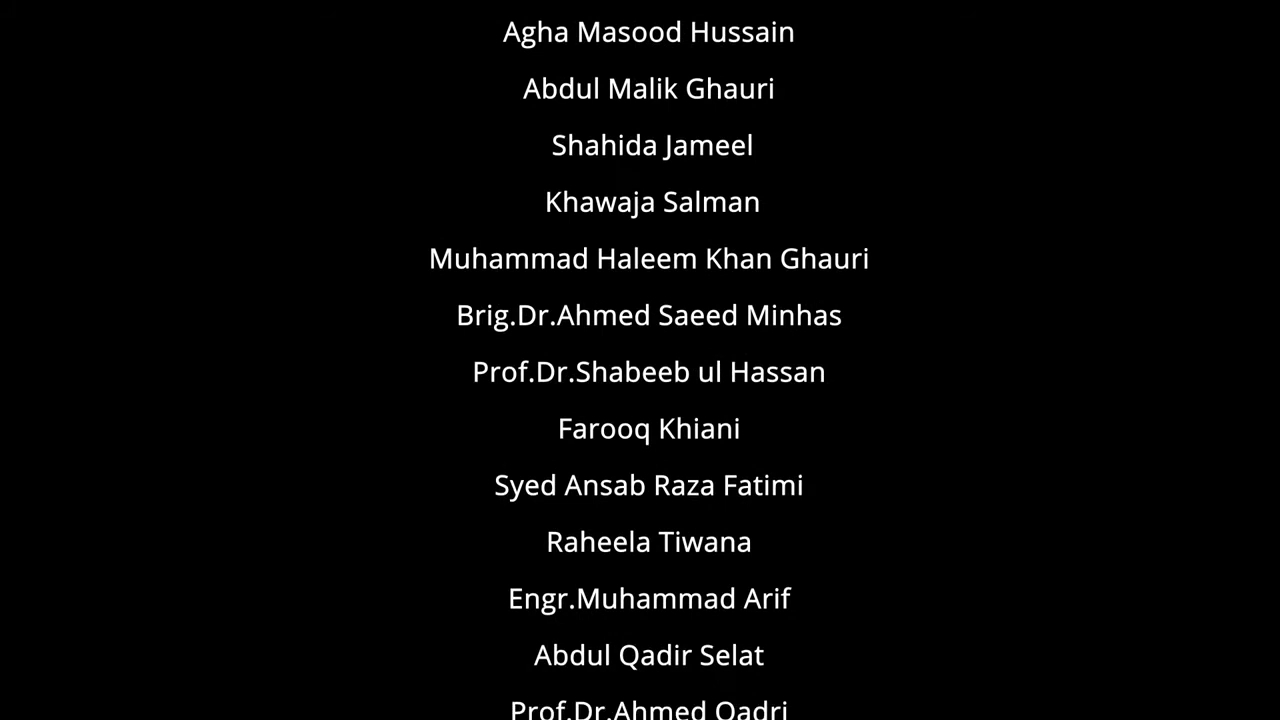 Agha Masood Hussain
Abdul Malik Ghauri
Shahida Jameel
Khawaja Salman
Muhammad Haleem Khan Ghauri
Brig.Dr.Ahmed Saeed Minhas
Prof.Dr.Shabeeb ul Hassan
Farooq Khiani
Syed Ansab Raza Fatimi
Raheela Tiwana
Engr.Muhammad Arif
Abdul Qadir Selat
Prof.Dr.Ahmed Qadri